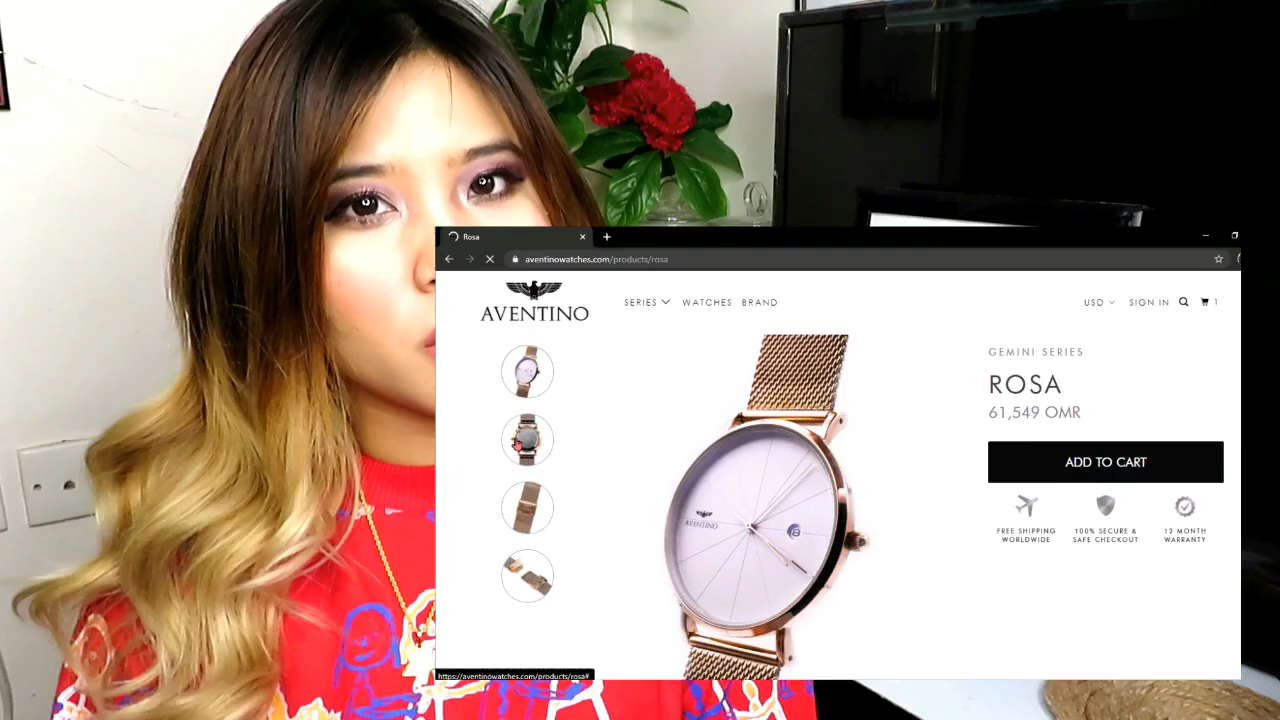 Rosa
aventinowatches.com/products/rosa
AVENTINO
SERIES WATCHES BRAND
USD SIGN IN 1
GEMINI SERIES
ROSA
61,549 OMR
ADD TO CART
FREE SHIPPING
WORLDWIDE
100% SECURE &
SAFE CHECKOUT
12 MONTH
WARRANTY
AVENTINO
https://aventinowatches.com/products/rosa#